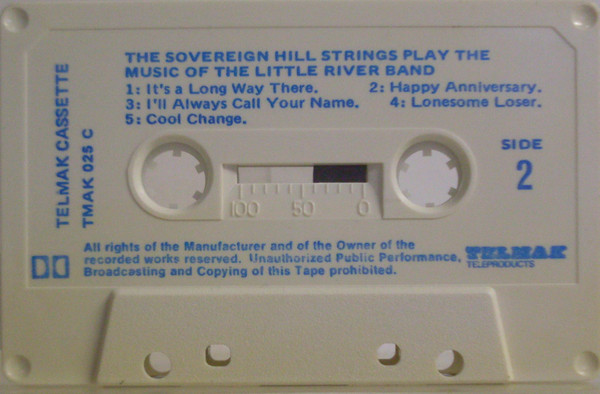 THE SOVEREIGN HILL STRINGS PLAY THE
MUSIC OF THE LITTLE RIVER BAND
1: It's a Long Way There. 2: Happy Anniversary.
3: I'll Always Call Your Name. 4: Lonesome Loser.
5: Cool Change.
TELMAK CASSETTE
TMAK 025 C
SIDE
2
100 50 0
All rights of the Manufacturer and of the Owner of the
recorded works reserved. Unauthorized Public Performance,
Broadcasting and Copying of this Tape prohibited.
TELMAK
TELEPRODUCTS